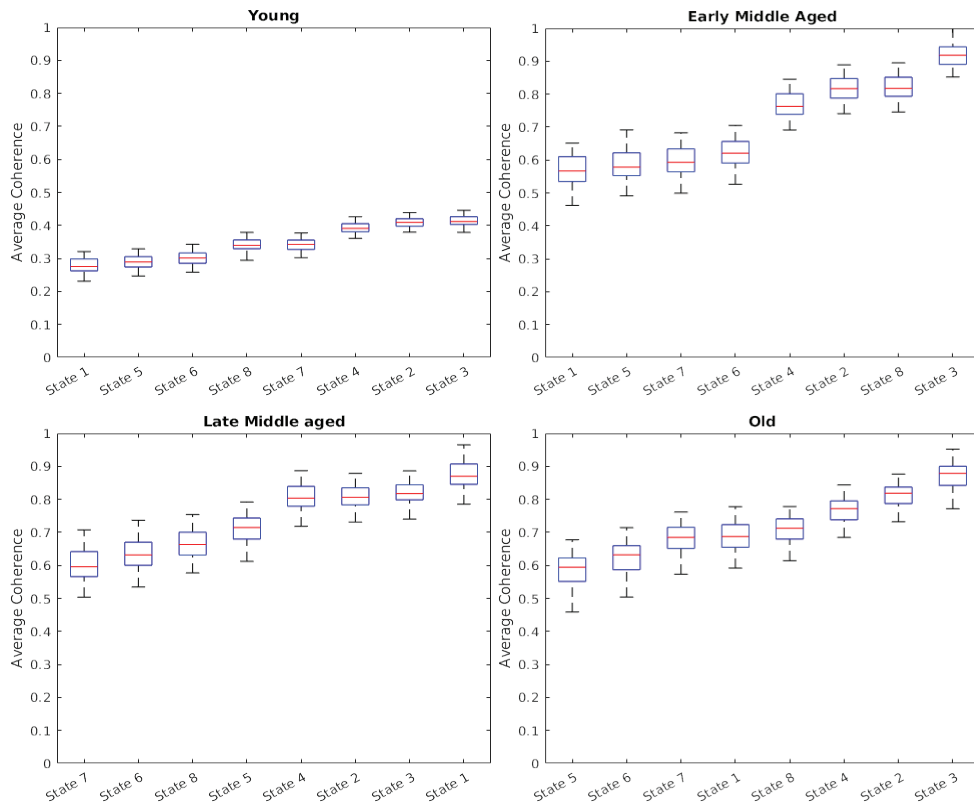 Young
Average Coherence
1
0.9
0.8
0.7
0.6
0.5
0.4
0.3
0.2
0.1
0
State 1
State 5
State 6
State 8
State 7
State 4
State 2
State 3
Early Middle Aged
Average Coherence
1
0.9
0.8
0.7
0.6
0.5
0.4
0.3
0.2
0.1
0
State 1
State 5
State 7
State 6
State 4
State 2
State 8
State 3
Late Middle aged
Average Coherence
1
0.9
0.8
0.7
0.6
0.5
0.4
0.3
0.2
0.1
0
State 7
State 6
State 8
State 5
State 4
State 2
State 3
State 1
Old
Average Coherence
1
0.9
0.8
0.7
0.6
0.5
0.4
0.3
0.2
0.1
0
State 5
State 6
State 7
State 1
State 8
State 4
State 2
State 3